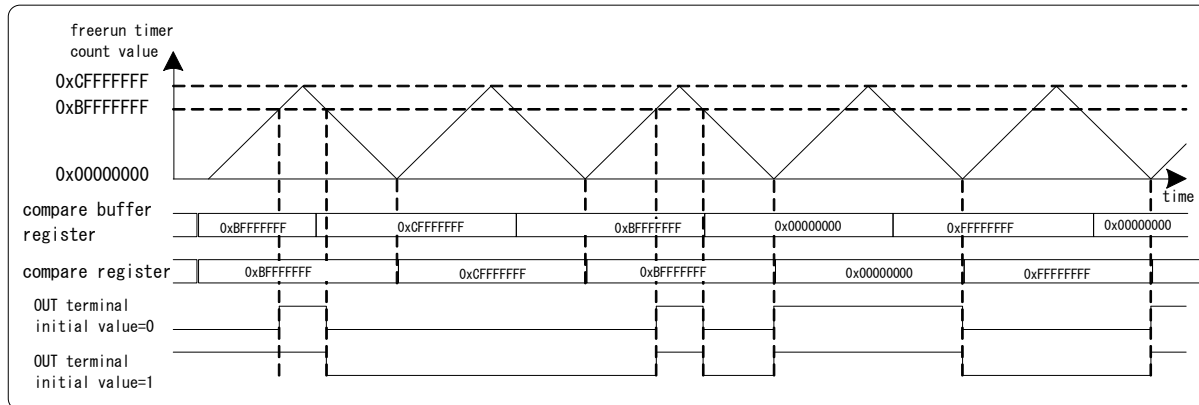 freerun timer
count value
0xCFFFFFFF
0xBFFFFFFF
0x00000000
time
compare buffer
register
0xBFFFFFFF 0xCFFFFFFF 0xBFFFFFFF 0x00000000 0xFFFFFFFF 0x00000000
compare register
0xBFFFFFFF 0xCFFFFFFF 0xBFFFFFFF 0x00000000 0xFFFFFFFF
OUT terminal
initial value=0
OUT terminal
initial value=1